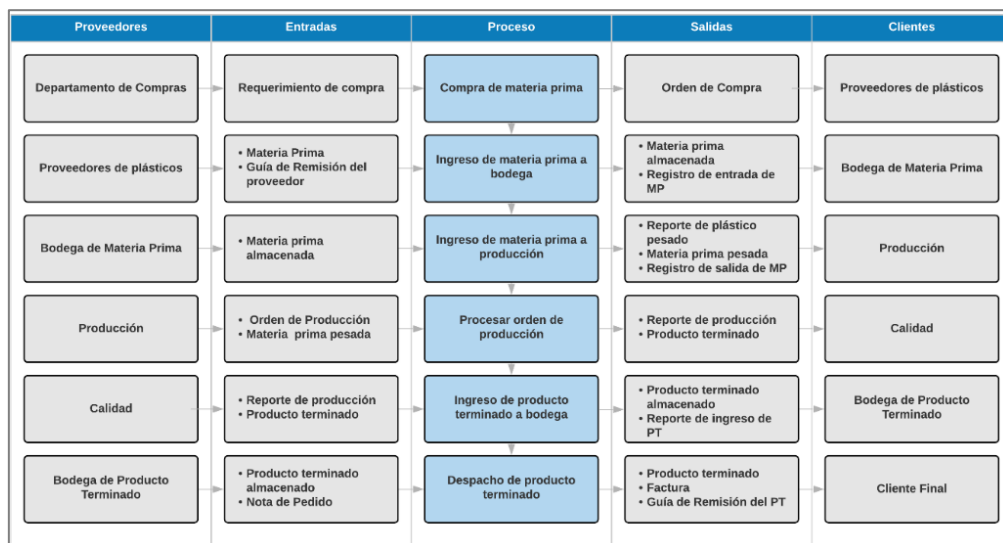 Proveedores
Entradas
Proceso
Salidas
Clientes
Departamento de Compras
Requerimiento de compra
Compra de materia prima
Orden de Compra
Proveedores de plásticos
Proveedores de plásticos
• Materia Prima
• Guía de Remisión del
proveedor
Ingreso de materia prima a
bodega
• Materia prima
almacenada
• Registro de entrada de
MP
Bodega de Materia Prima
Bodega de Materia Prima
• Materia prima
almacenada
Ingreso de materia prima a
producción
• Reporte de plástico
pesado
• Materia prima pesada
• Registro de salida de MP
Producción
Producción
• Orden de Producción
• Materia prima pesada
Procesar orden de
producción
• Reporte de producción
• Producto terminado
Calidad
Calidad
• Reporte de producción
• Producto terminado
Ingreso de producto
terminado a bodega
• Producto terminado
almacenado
• Reporte de ingreso de
PT
Bodega de Producto
Terminado
Bodega de Producto
Terminado
• Producto terminado
almacenado
• Nota de Pedido
Despacho de producto
terminado
• Producto terminado
• Factura
• Guía de Remisión del PT
Cliente Final